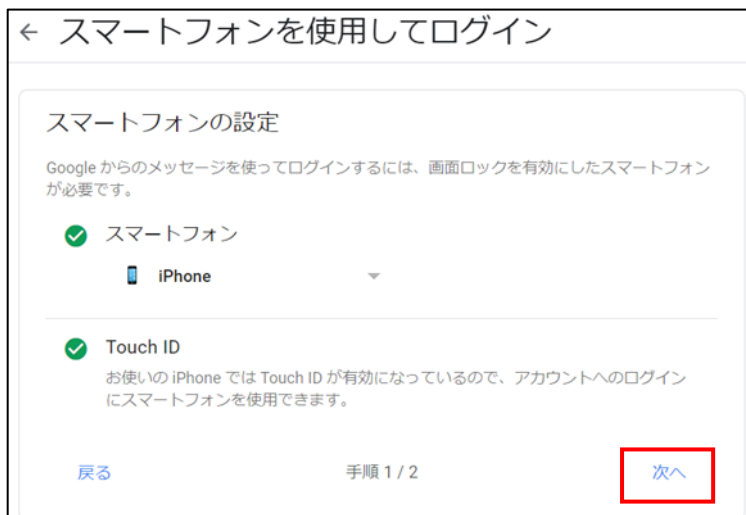 ← スマートフォンを使用してログイン
スマートフォンの設定
Google からのメッセージを使ってログインするには、画面ロックを有効にしたスマートフォン
が必要です。
スマートフォン
iPhone
Touch ID
お使いの iPhone では Touch ID が有効になっているので、アカウントへのログイン
にスマートフォンを使用できます。
戻る 手順 1 / 2 次へ